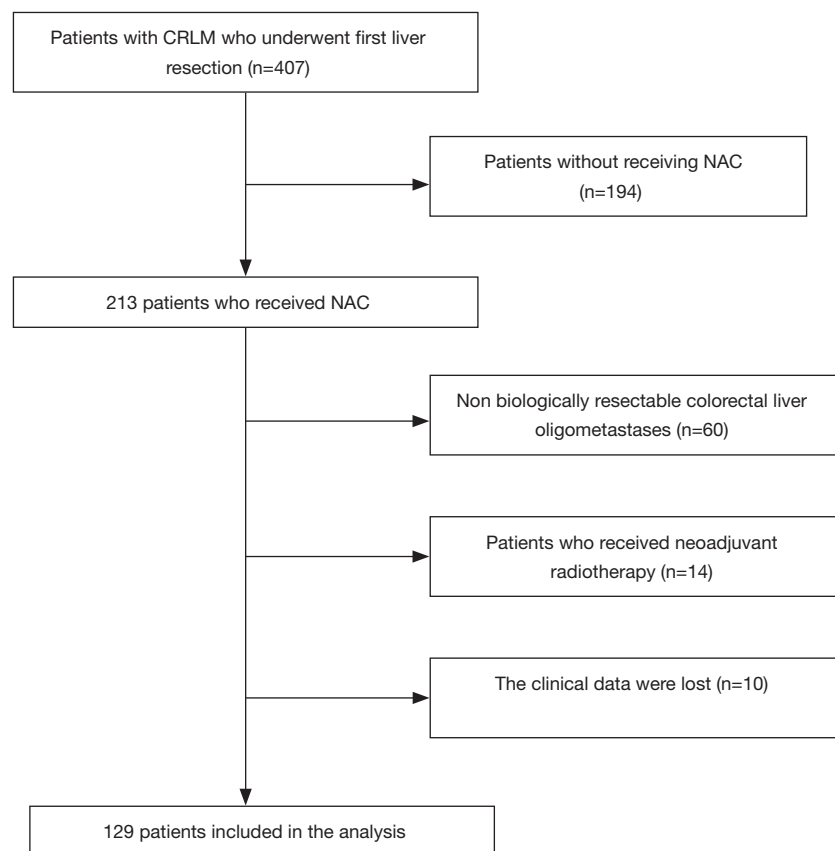 Patients with CRLM who underwent first liver
resection (n=407)
Patients without receiving NAC
(n=194)
213 patients who received NAC
Non biologically resectable colorectal liver
oligometastases (n=60)
Patients who received neoadjuvant
radiotherapy (n=14)
The clinical data were lost (n=10)
129 patients included in the analysis